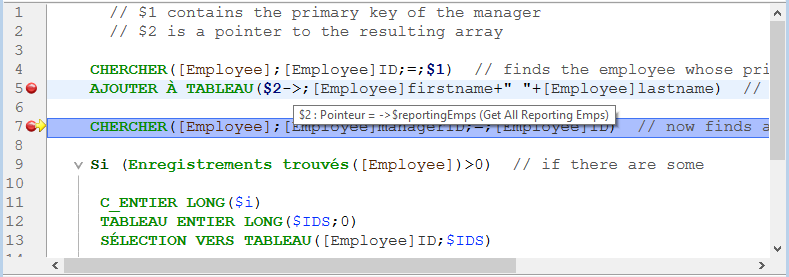 1 // $1 contains the primary key of the manager
2 // $2 is a pointer to the resulting array
3
4 CHERCHER([Employee];[Employee]ID;=;$1) // finds the employee whose pri
5 AJOUTER À TABLEAU($2->;[Employee]firstname+" "+[Employee]lastname) //
6
$2 : Pointeur = ->$reportingEmps (Get All Reporting Emps)
7 CHERCHER([Employee];[Employee]managerID;=;[Employee]ID) // now finds a
8
9 Si (Enregistrements trouvés([Employee])>0) // if there are some
10
11 C_ENTIER LONG($i)
12 TABLEAU ENTIER LONG($IDS;0)
13 SÉLECTION VERS TABLEAU([Employee]ID;$IDS)